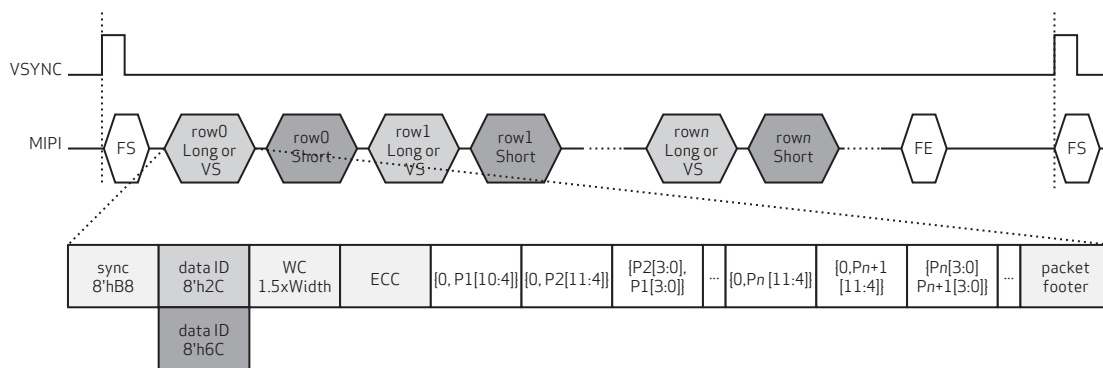 VSYNC
MIPI
FS
row0
Long or
VS
row0
Short
row1
Long or
VS
row1
Short
rown
Long or
VS
rown
Short
FE
FS
sync
8'hB8
data ID
8'h2C
WC
1.5xWidth
ECC
{0, P1[10:4]}
{0, P2[11:4]}
{P2[3:0],
P1[3:0]}
...
{0,Pn [11:4]}
{0,Pn+1
[11:4]}
{Pn[3:0]
Pn+1[3:0]}
...
packet
footer
data ID
8'h6C